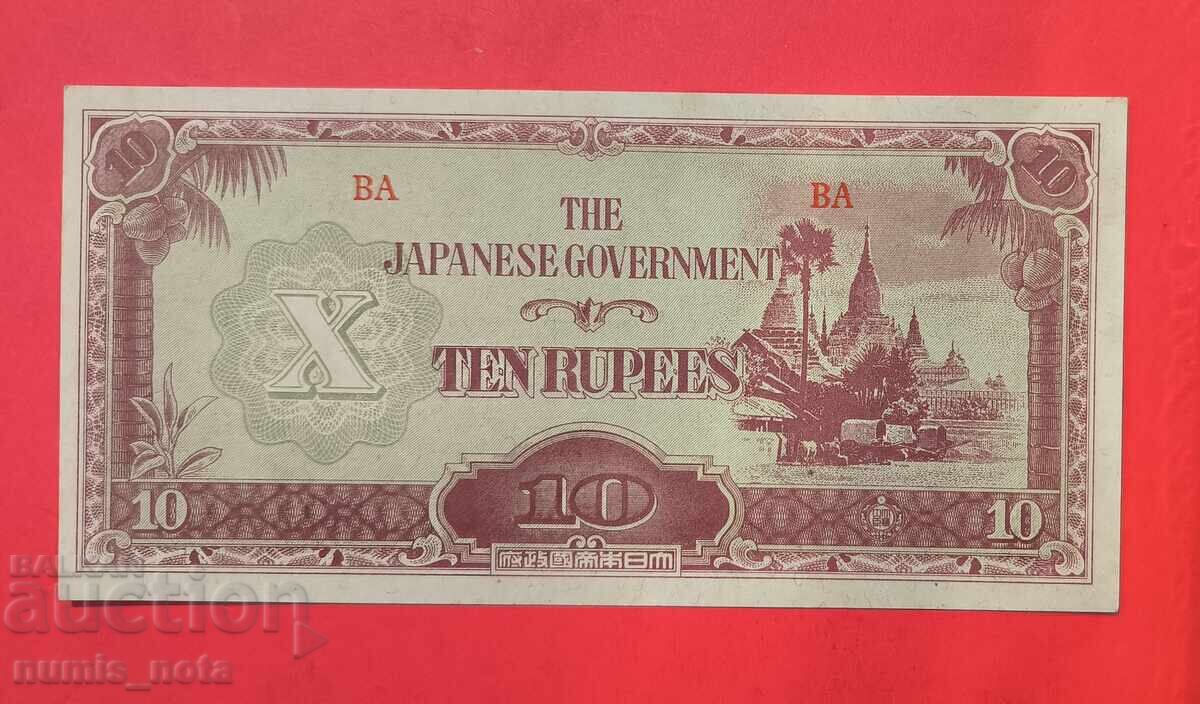 10
10
BA
BA
THE
JAPANESE GOVERNMENT
X
TEN RUPEES
10
10
10
府政國帝本日大
BALKAN
auction
numis_nota